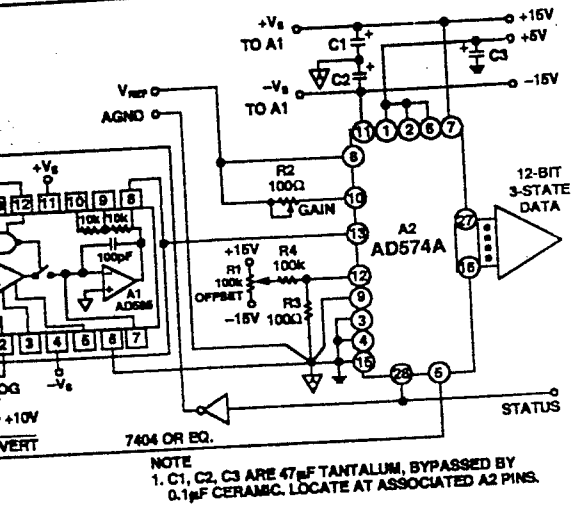 +VS
TO A1
C1
+
+15V
+5V
+
C3
+
C2
-VS
TO A1
-15V
VREF
AGND
11
1
2
6
7
8
R2
100Ω
GAIN
10
12-BIT
3-STATE
DATA
+VS
12
11
10
9
8
10k
10k
100pF
A1
AD585
13
A2
AD574A
27
16
+15V
R1
100k
OFFSET
-15V
R4
100k
R3
100Ω
12
9
3
4
15
28
5
2
3
4
5
6
7
-VS
OG
+10V
VERT
7404 OR EQ.
STATUS
NOTE
1. C1, C2, C3 ARE 47µF TANTALUM, BYPASSED BY
0.1µF CERAMIC. LOCATE AT ASSOCIATED A2 PINS.